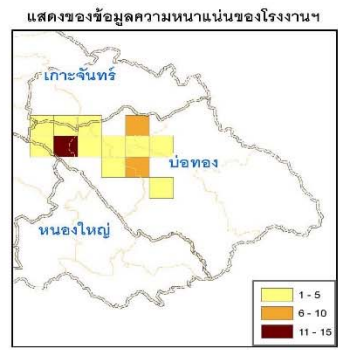 แสดงของข้อมูลความหนาแน่นของโรงงานฯ
เกาะจันทร์
บ่อทอง
หนองใหญ่
1 - 5
6 - 10
11 - 15